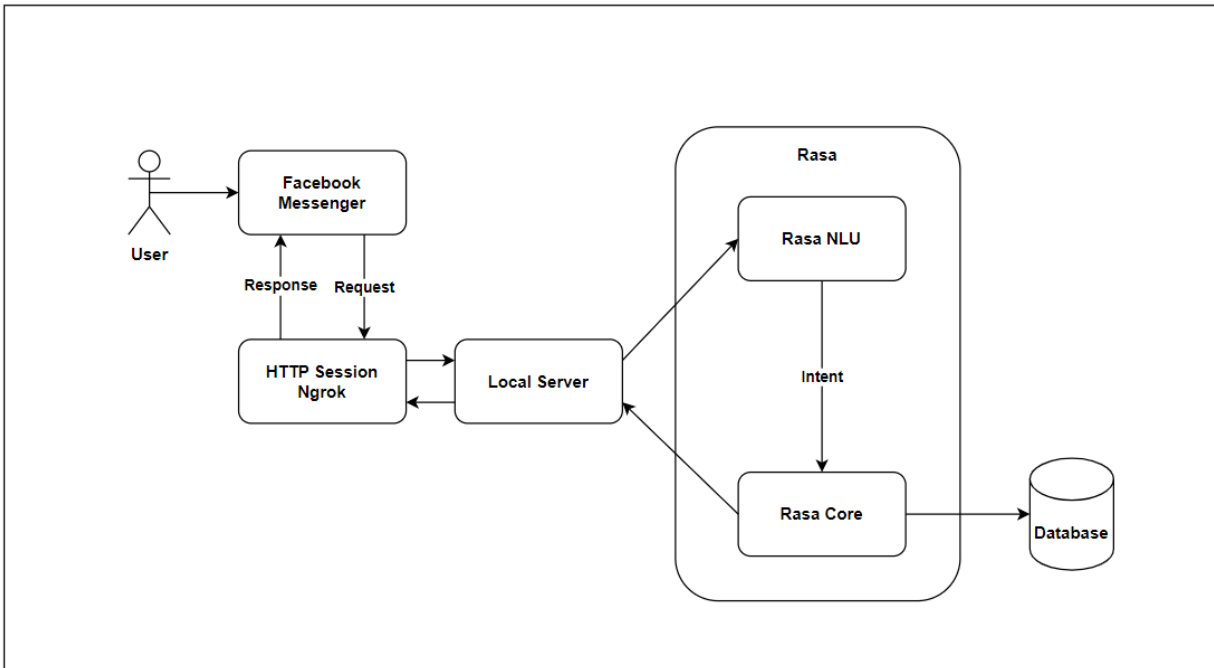 Rasa
Facebook
Messenger
Rasa NLU
User
Response
Request
HTTP Session
Ngrok
Local Server
Intent
Rasa Core
Database